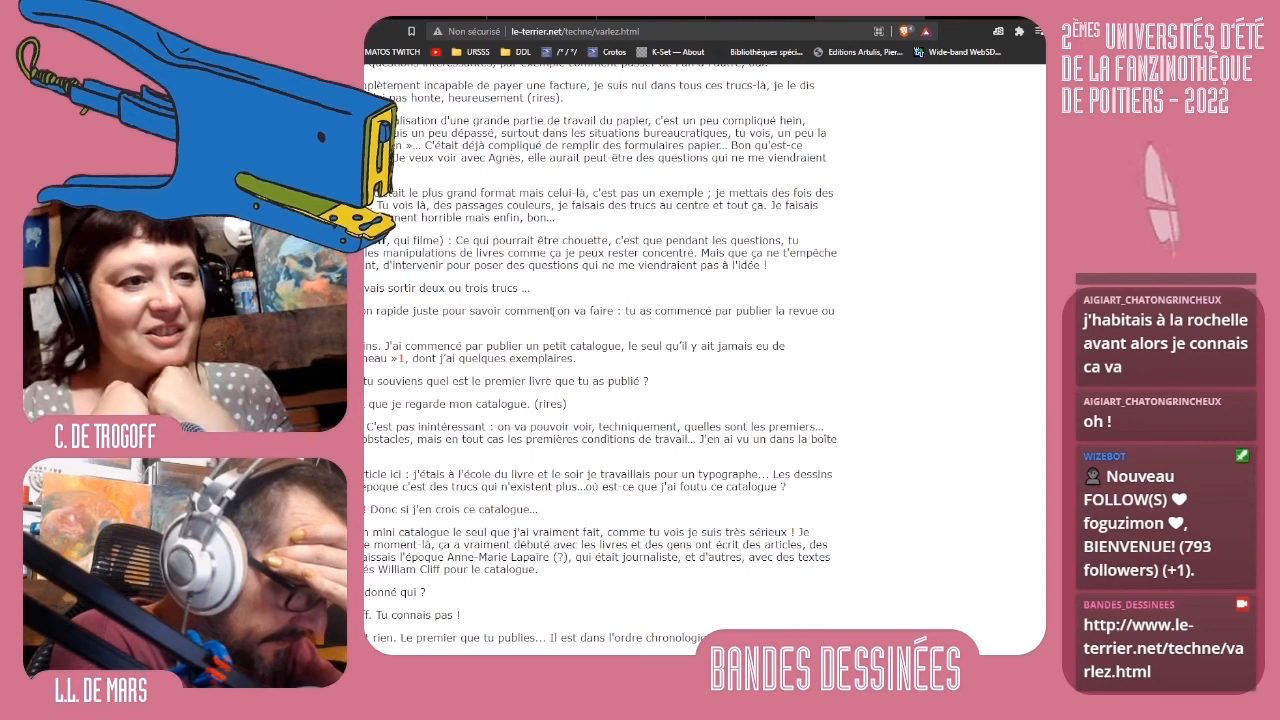 Non sécurisé
le-terrier.net/techne/varlez.html
MATOS TWITCH
URSSS
DDL
/*/*/
Crotos
K-Set — About
Bibliothèques spéci...
Editions Artulis, Pier...
Wide-band WebSD...
plètement incapable de payer une facture, je suis nul dans tous ces trucs-là, je le dis
pas honte, heureusement (rires).
alisation d'une grande partie de travail du papier, c'est un peu compliqué hein,
uis un peu dépassé, surtout dans les situations bureaucratiques, tu vois, un peu la
en »... C'était déjà compliqué de remplir des formulaires papier... Bon qu'est-ce
Je veux voir avec Agnès, elle aurait peut-être des questions qui ne me viendraient
tait le plus grand format mais celui-là, c'est pas un exemple ; je mettais des fois des
Tu vois là, des passages couleurs, je faisais des trucs au centre et tout ça. Je faisais
ment horrible mais enfin, bon...
, qui filme) : Ce qui pourrait être chouette, c'est que pendant les questions, tu
les manipulations de livres comme ça je peux rester concentré. Mais que ça ne t'empêche
nt, d'intervenir pour poser des questions qui ne me viendraient pas à l'idée !
vais sortir deux ou trois trucs ...
on rapide juste pour savoir comment on va faire : tu as commencé par publier la revue ou
ins. J'ai commencé par publier un petit catalogue, le seul qu'il y ait jamais eu de
neau »1, dont j'ai quelques exemplaires.
tu souviens quel est le premier livre que tu as publié ?
que je regarde mon catalogue. (rires)
C'est pas inintéressant : on va pouvoir voir, techniquement, quelles sont les premiers...
obstacles, mais en tout cas les premières conditions de travail... J'en ai vu un dans la boîte
rticle ici : j'étais à l'école du livre et le soir je travaillais pour un typographe... Les dessins
époque c'est des trucs qui n'existent plus...où est-ce que j'ai foutu ce catalogue ?
! Donc si j'en crois ce catalogue...
n mini catalogue le seul que j'ai vraiment fait, comme tu vois je suis très sérieux ! Je
e moment-là, ça a vraiment débuté avec les livres et des gens ont écrit des articles, des
aissais l'époque Anne-Marie Lapaire (?), qui était journaliste, et d'autres, avec des textes
és William Cliff pour le catalogue.
donné qui ?
ff. Tu connais pas !
t rien. Le premier que tu publies... Il est dans l'ordre chronologi
2ÈMES UNIVERSITÉS D'ÉTÉ
DE LA FANZINOTHÈQUE
DE POITIERS - 2022
C. DE TROGOFF
L.L. DE MARS
BANDES DESSINÉES
AIGIART_CHATONGRINCHEUX
j'habitais à la rochelle
avant alors je connais
ca va
AIGIART_CHATONGRINCHEUX
oh !
WIZEBOT
Nouveau
FOLLOW(S) ♥
foguzimon ♥,
BIENVENUE! (793
followers) (+1).
BANDES_DESSINEES
http://www.le-
terrier.net/techne/va
rlez.html